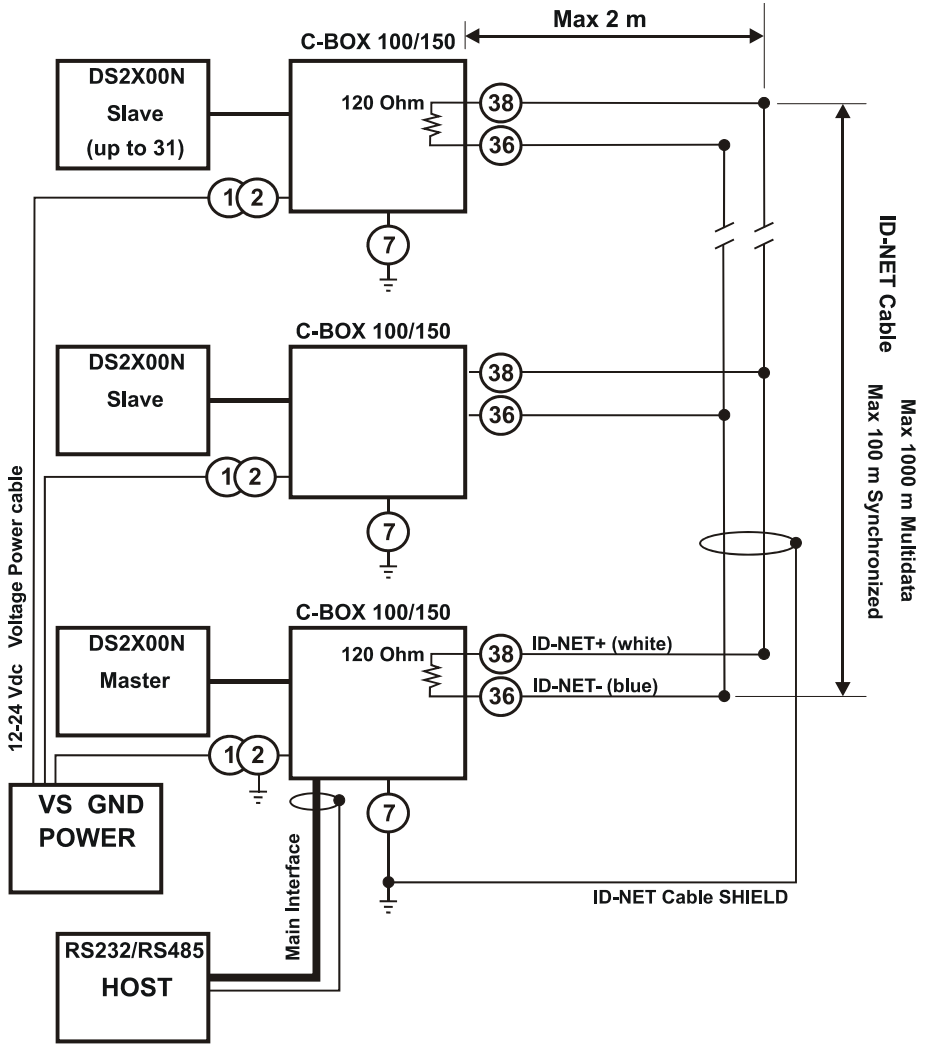 Max 2 m
C-BOX 100/150
DS2X00N
Slave
(up to 31)
120 Ohm
38
36
1
2
7
ID-NET Cable
Max 1000 m Multidata
Max 100 m Synchronized
C-BOX 100/150
DS2X00N
Slave
38
36
1
2
7
12-24 Vdc Voltage Power cable
C-BOX 100/150
DS2X00N
Master
120 Ohm
38
ID-NET+ (white)
36
ID-NET- (blue)
1
2
7
VS GND
POWER
Main Interface
ID-NET Cable SHIELD
RS232/RS485
HOST